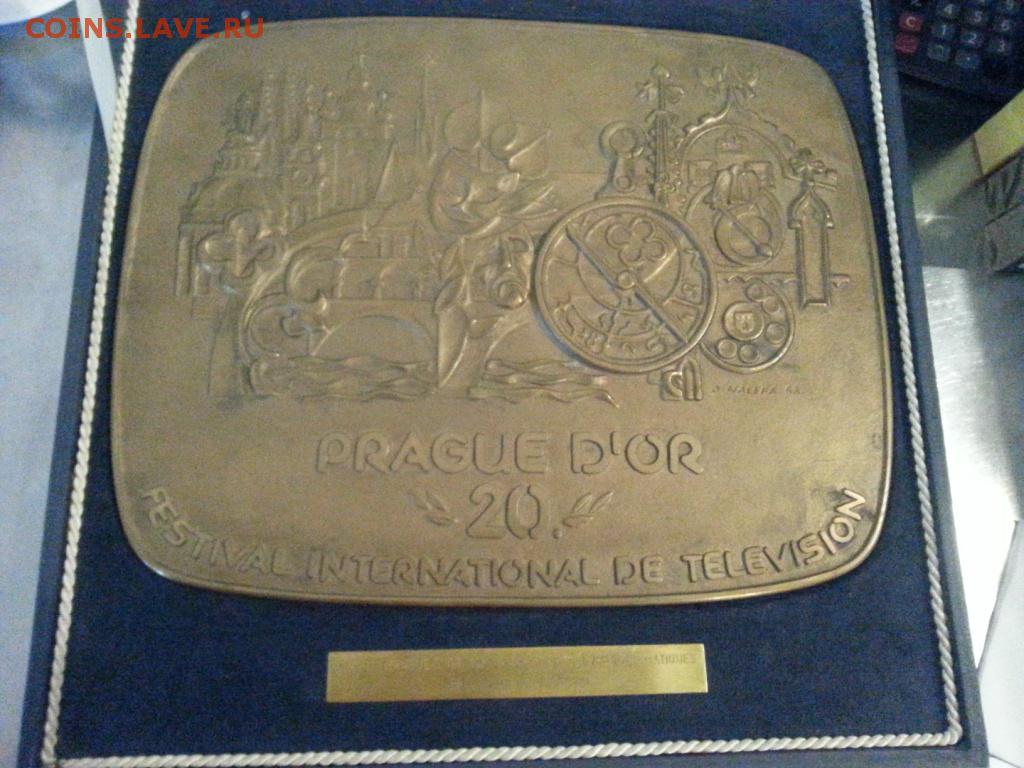 COINS.LAVE.RU
PRAGUE D'OR
20.
FESTIVAL INTERNATIONAL DE TELEVISION